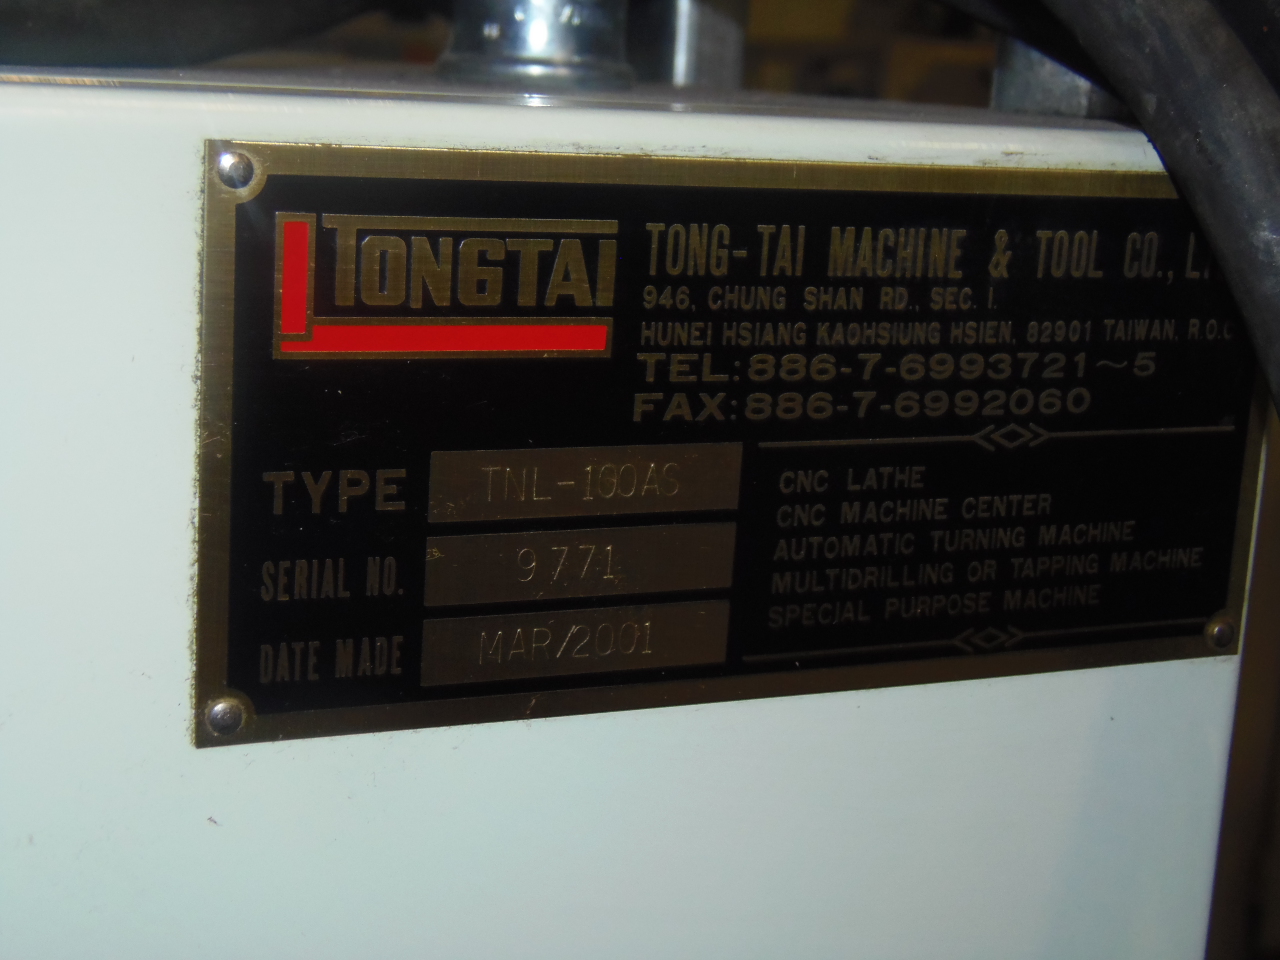 TONGTAI
TONG-TAI MACHINE & TOOL CO., L
946, CHUNG SHAN RD., SEC. I.
HUNEI HSIANG KAOHSIUNG HSIEN, 82901 TAIWAN, R.O.C
TEL:886-7-6993721~5
FAX:886-7-6992060
TYPE TNL-100AS
SERIAL NO. 9771
DATE MADE MAR/2001
CNC LATHE
CNC MACHINE CENTER
AUTOMATIC TURNING MACHINE
MULTIDRILLING OR TAPPING MACHINE
SPECIAL PURPOSE MACHINE